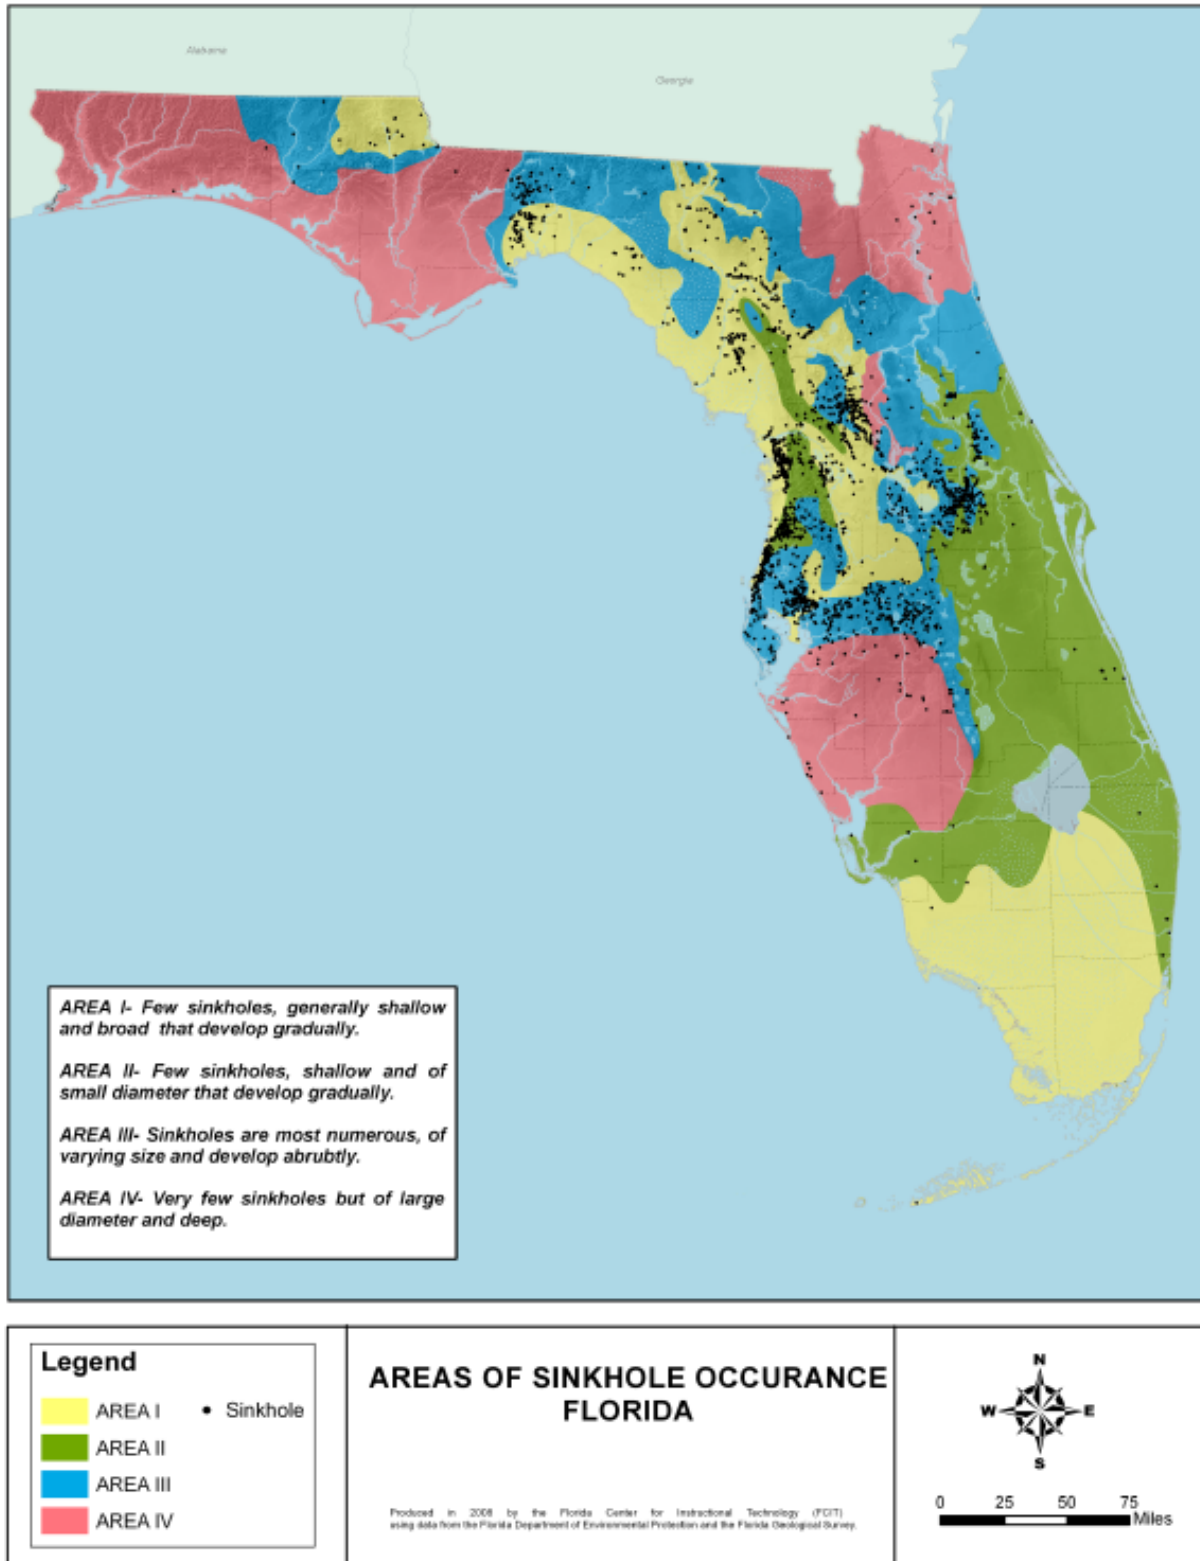 Alabama
Georgia
AREA I- Few sinkholes, generally shallow
and broad that develop gradually.
AREA II- Few sinkholes, shallow and of
small diameter that develop gradually.
AREA III- Sinkholes are most numerous, of
varying size and develop abrubtly.
AREA IV- Very few sinkholes but of large
diameter and deep.
Legend
AREA I
Sinkhole
AREA II
AREA III
AREA IV
AREAS OF SINKHOLE OCCURANCE
FLORIDA
Produced in 2008 by the Florida Center for Instructional Technology (FCIT)
using data from the Florida Department of Environmental Protection and the Florida Geological Survey.
N
W E
S
0 25 50 75
Miles